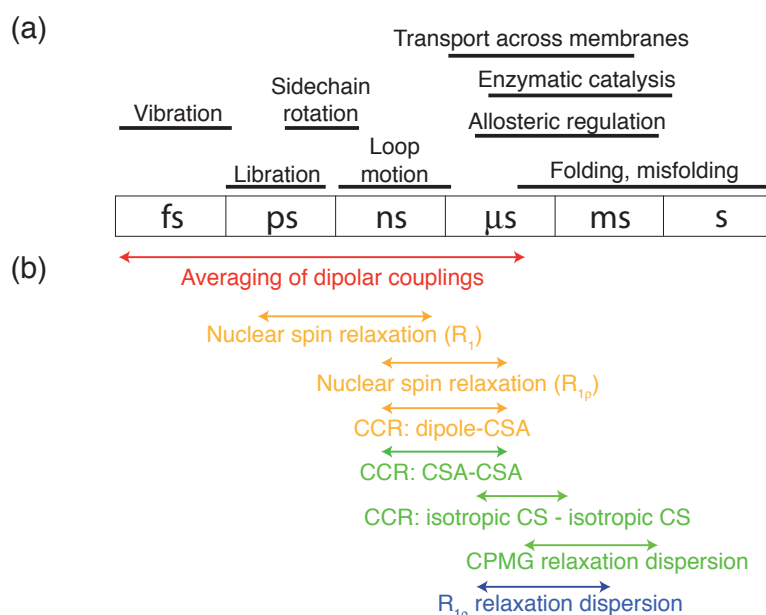 (a)
Transport across membranes
Sidechain
rotation
Enzymatic catalysis
Vibration
Allosteric regulation
Loop
motion
Libration
Folding, misfolding
fs ps ns μs ms s
(b)
Averaging of dipolar couplings
Nuclear spin relaxation (R₁)
Nuclear spin relaxation (R₁ρ)
CCR: dipole-CSA
CCR: CSA-CSA
CCR: isotropic CS - isotropic CS
CPMG relaxation dispersion
R₁ρ relaxation dispersion